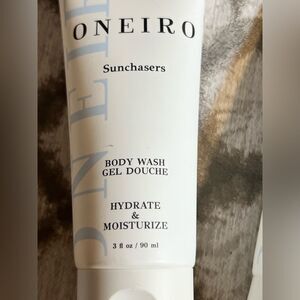 ONEIRO
Sunchasers
BODY WASH
GEL DOUCHE
HYDRATE
&
MOISTURIZE
3 fl oz / 90 ml